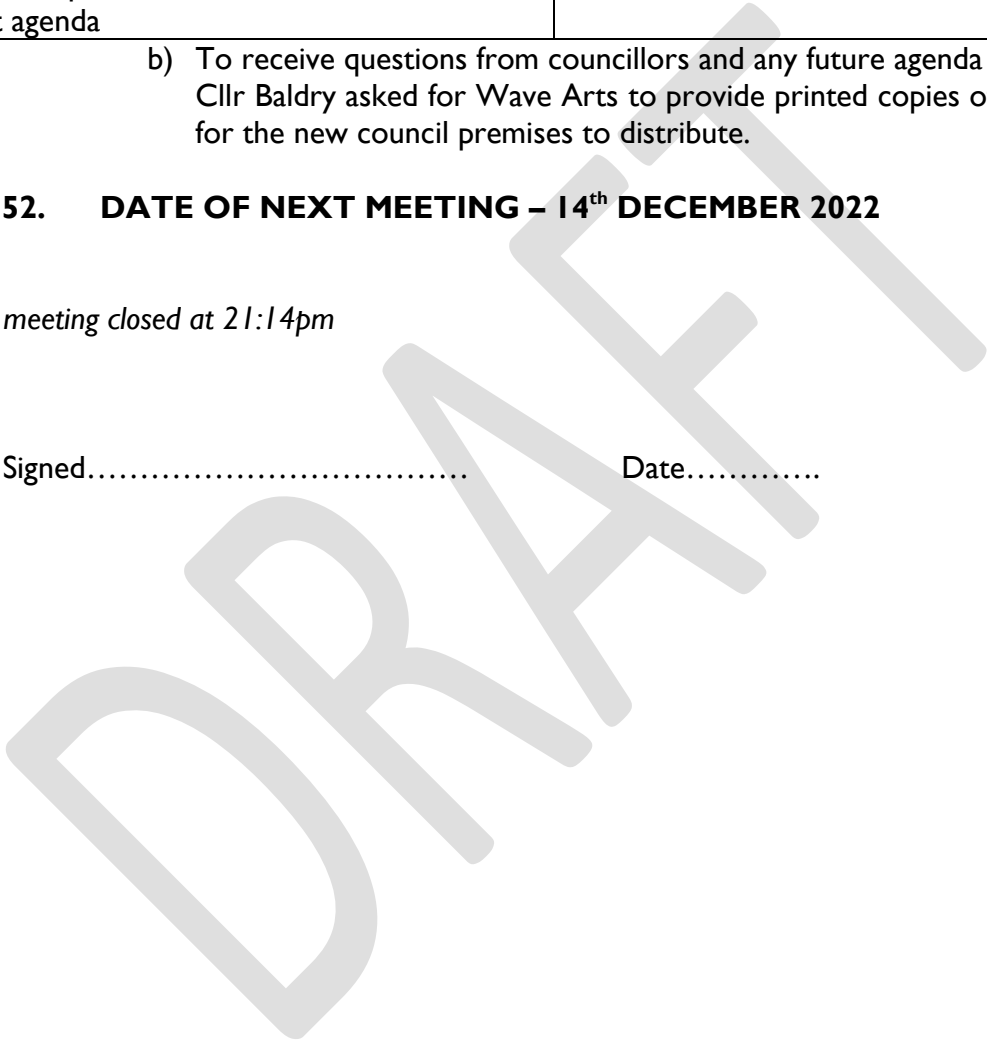 t agenda
b) To receive questions from councillors and any future agenda
Cllr Baldry asked for Wave Arts to provide printed copies o
for the new council premises to distribute.
52. DATE OF NEXT MEETING – 14th DECEMBER 2022
meeting closed at 21:14pm
Signed……………………………… Date………….
DRAFT